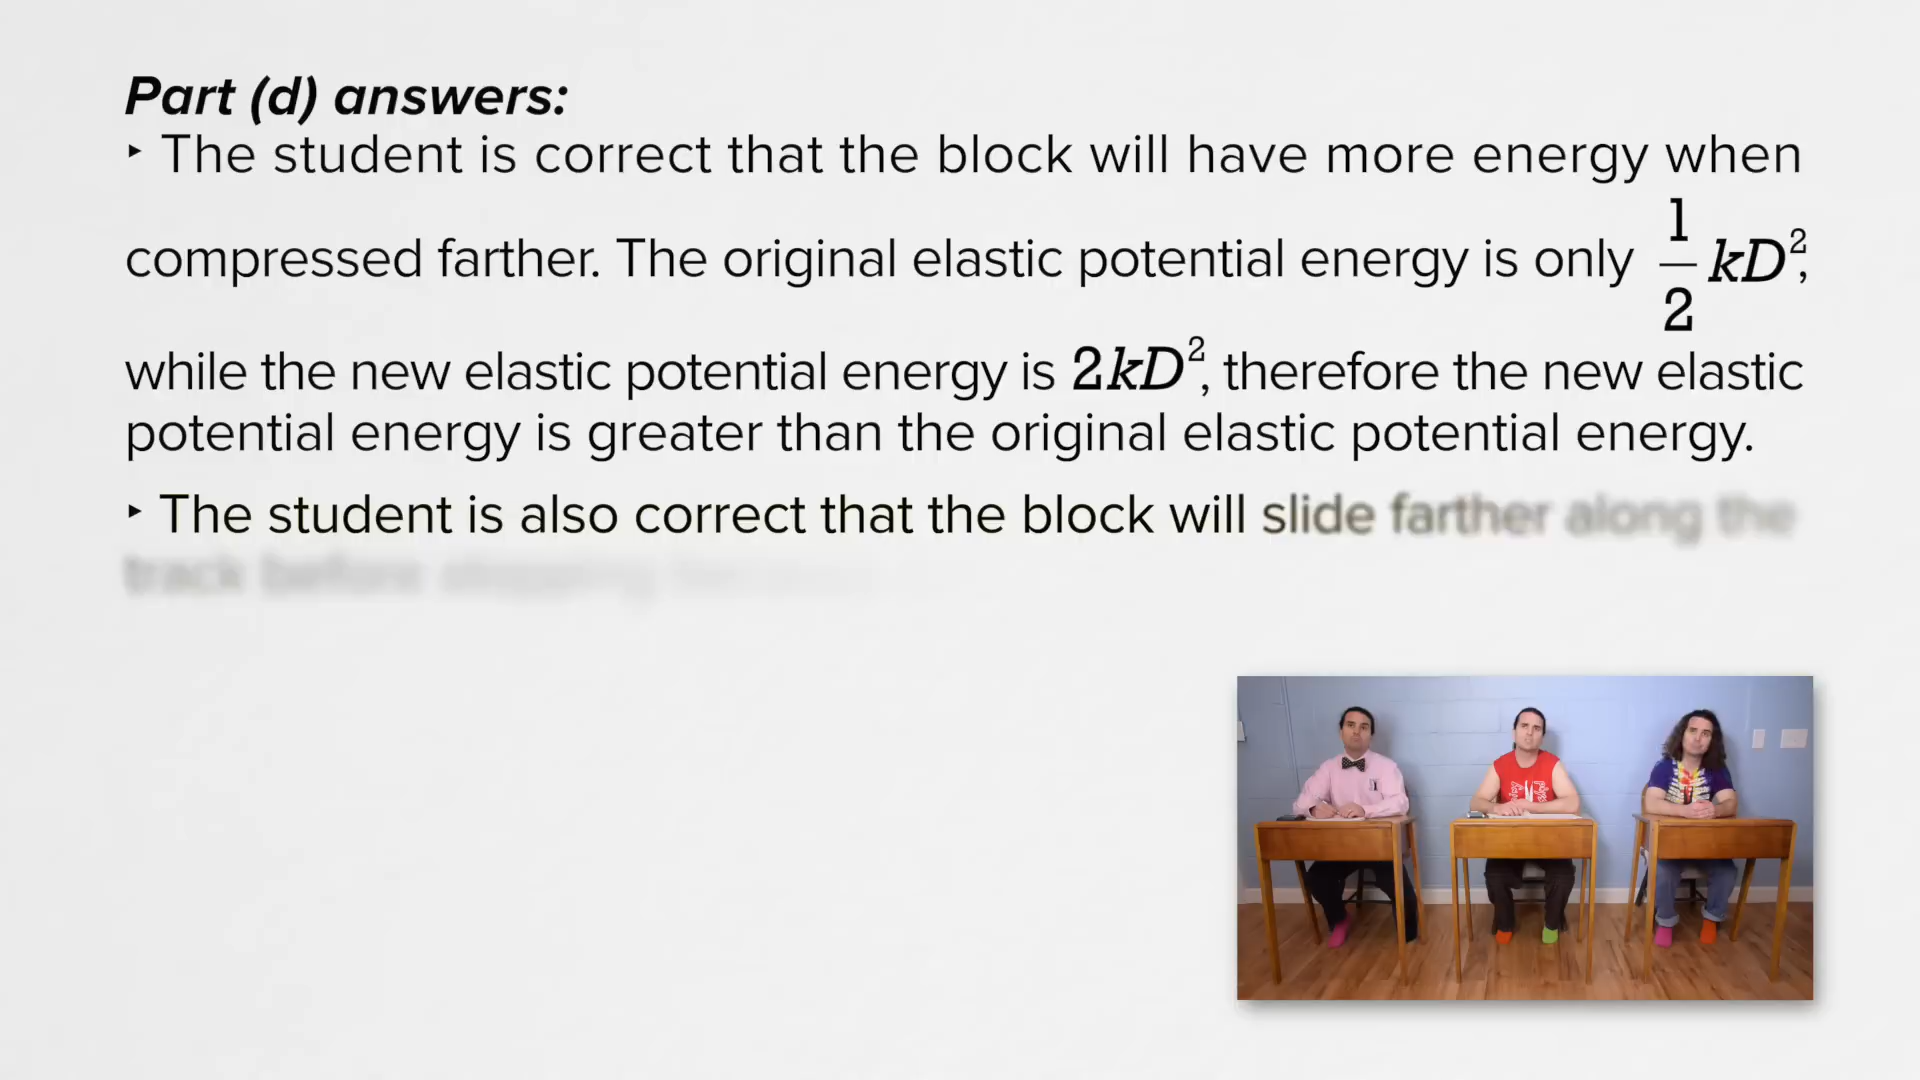 Part (d) answers:
‣ The student is correct that the block will have more energy when
compressed farther. The original elastic potential energy is only 1/2 kD²,
while the new elastic potential energy is 2kD², therefore the new elastic
potential energy is greater than the original elastic potential energy.
‣ The student is also correct that the block will slide farther along the
track before stopping